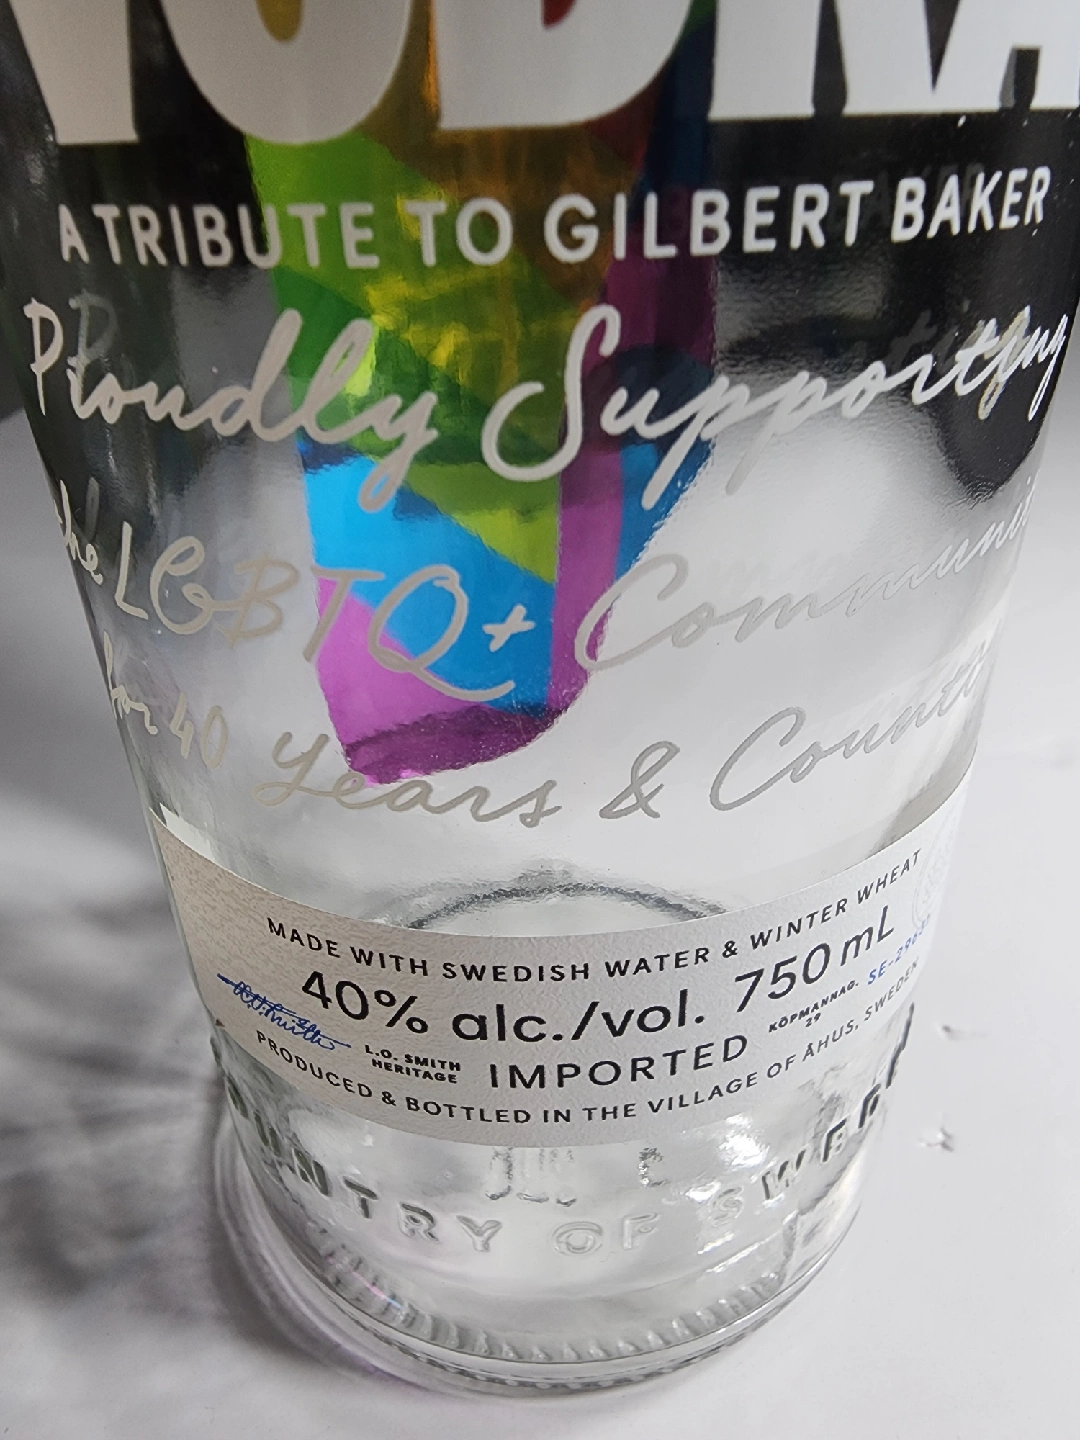 VODKA
A TRIBUTE TO GILBERT BAKER
Proudly Supporting
the LGBTQ+
for 40 Years &
MADE WITH SWEDISH WATER & WINTER WHEAT
40% alc./vol. 750 mL
L.O. SMITH
HERITAGE
KÖPMANNAG.
29
IMPORTED
PRODUCED & BOTTLED IN THE VILLAGE OF ÅHUS, SWEDEN
COUNTRY OF SWEDEN